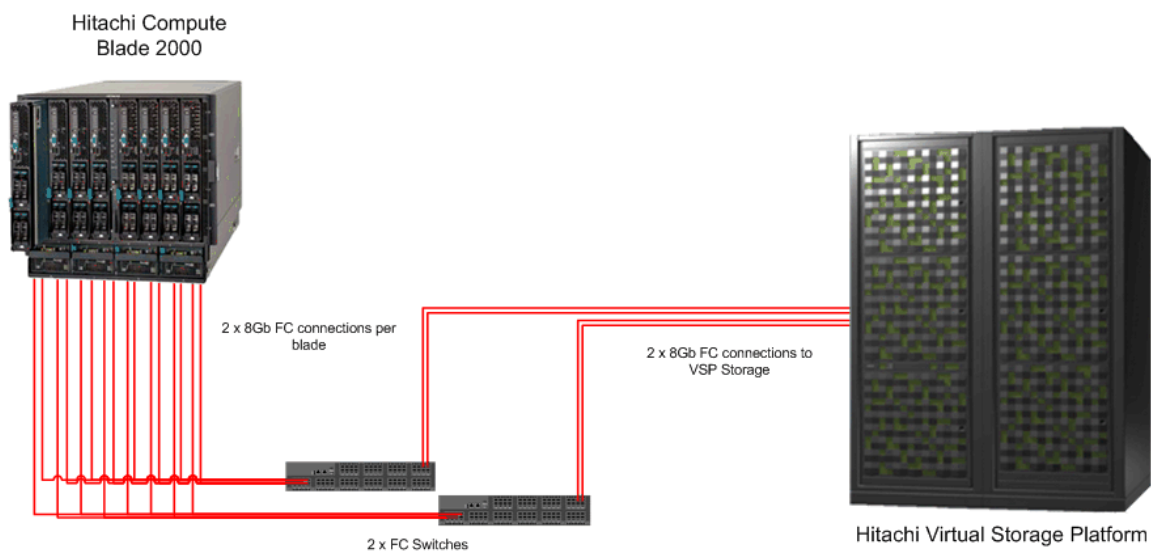 Hitachi Compute
Blade 2000
2 x 8Gb FC connections per
blade
2 x 8Gb FC connections to
VSP Storage
2 x FC Switches
Hitachi Virtual Storage Platform